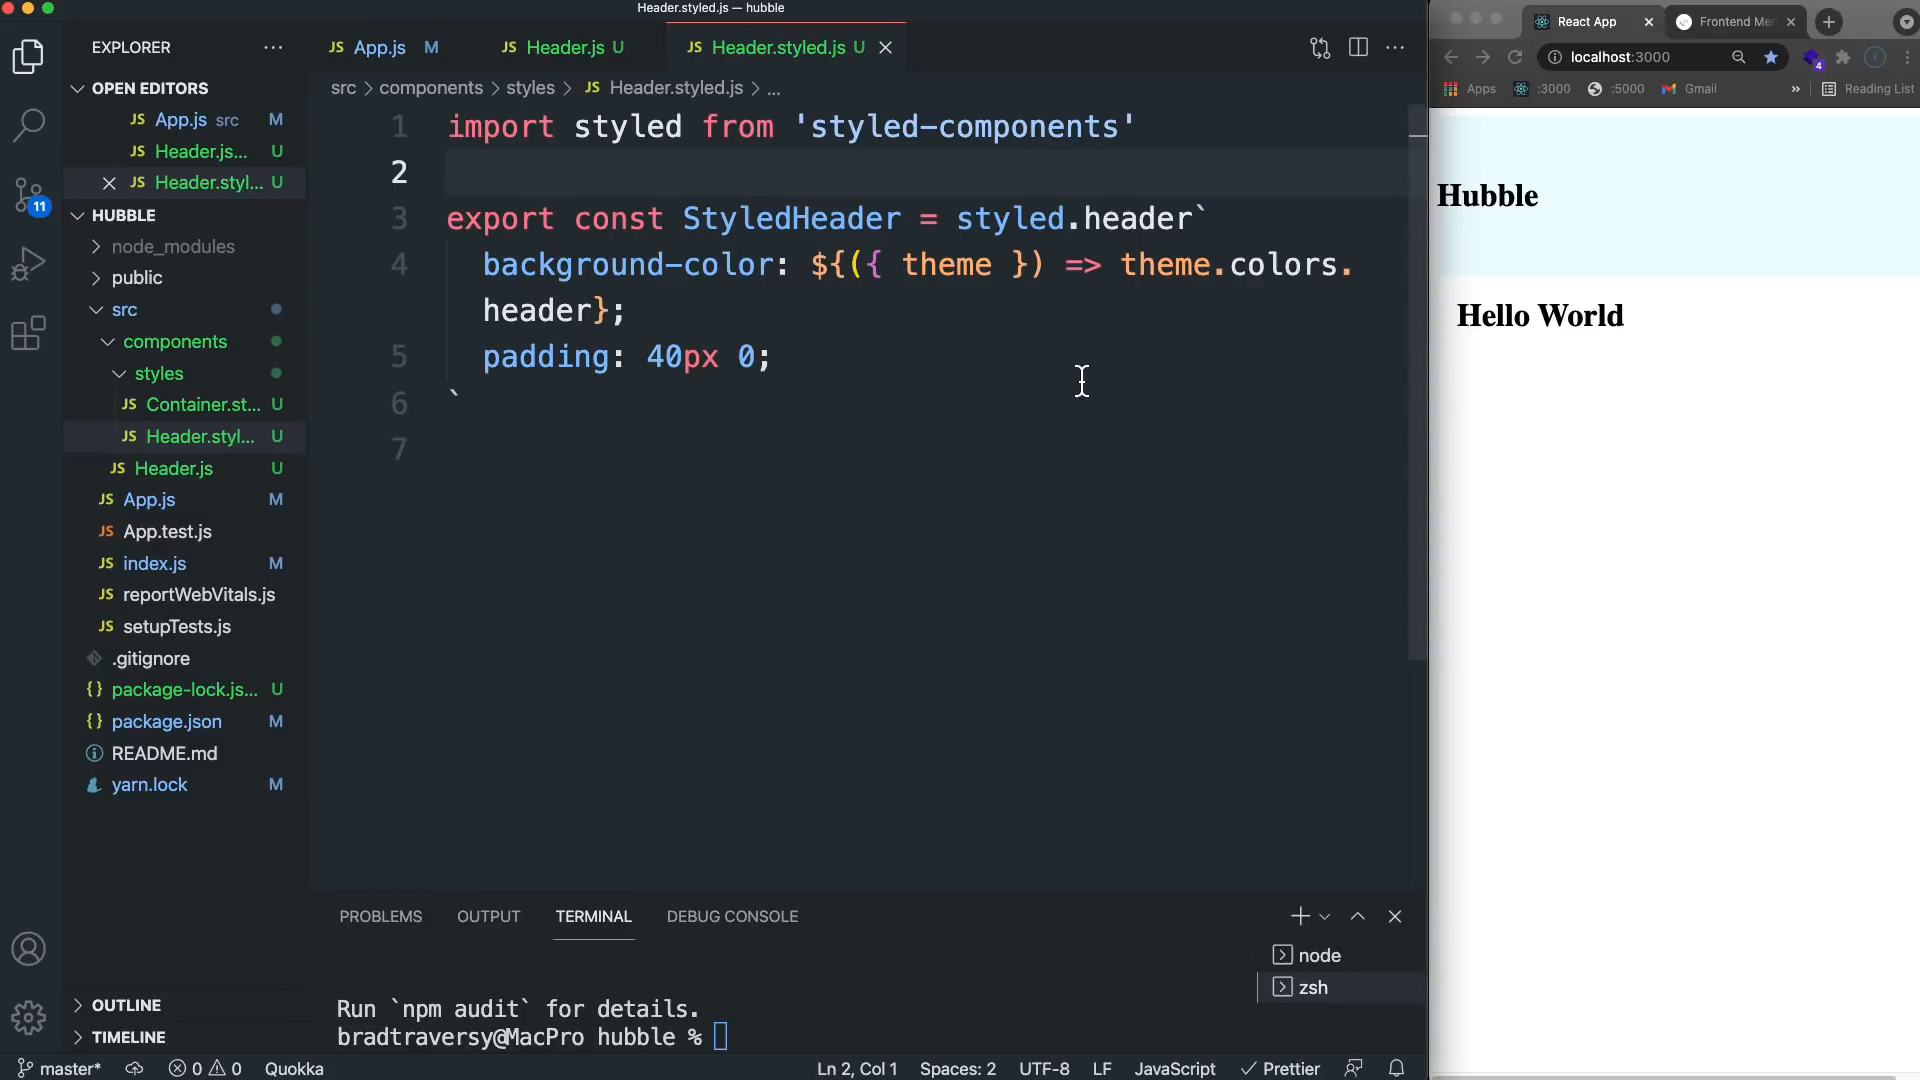 Header.styled.js — hubble
EXPLORER
OPEN EDITORS
JS App.js src M
JS Header.js... U
JS Header.styl... U
HUBBLE
node_modules
public
src
components
styles
JS Container.st... U
JS Header.styl... U
JS Header.js U
JS App.js M
JS App.test.js
JS index.js M
JS reportWebVitals.js
JS setupTests.js
.gitignore
{} package-lock.js... U
{} package.json M
README.md
yarn.lock M
OUTLINE
TIMELINE
11
JS App.js M
JS Header.js U
JS Header.styled.js U
src > components > styles > JS Header.styled.js > ...
1 import styled from 'styled-components'
2
3 export const StyledHeader = styled.header`
4 background-color: ${({ theme }) => theme.colors.
header};
5 padding: 40px 0;
6 `
7
PROBLEMS OUTPUT TERMINAL DEBUG CONSOLE
node
zsh
Run `npm audit` for details.
bradtraversy@MacPro hubble %
master* 0 0 Quokka Ln 2, Col 1 Spaces: 2 UTF-8 LF JavaScript Prettier
React App Frontend Mer
localhost:3000
4
Apps :3000 :5000 Gmail » Reading List
Hubble
Hello World